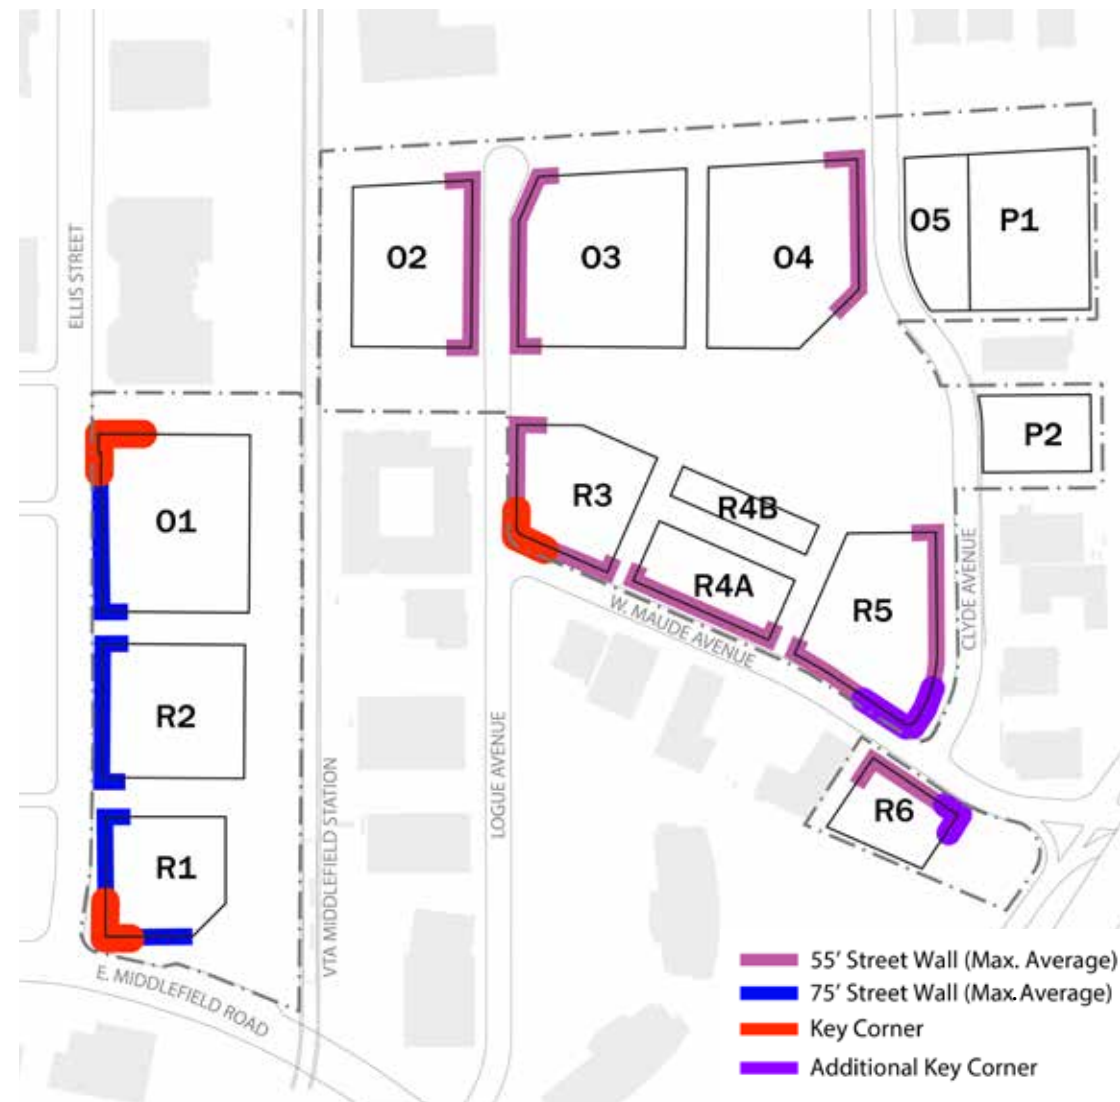 ELLIS STREET
O2
O3
O4
O5
P1
P2
O1
R3
R4B
R4A
R5
CLYDE AVENUE
W. MAUDE AVENUE
R2
VTA MIDDLEFIELD STATION
LOGUE AVENUE
R6
R1
E. MIDDLEFIELD ROAD
55' Street Wall (Max. Average)
75' Street Wall (Max. Average)
Key Corner
Additional Key Corner